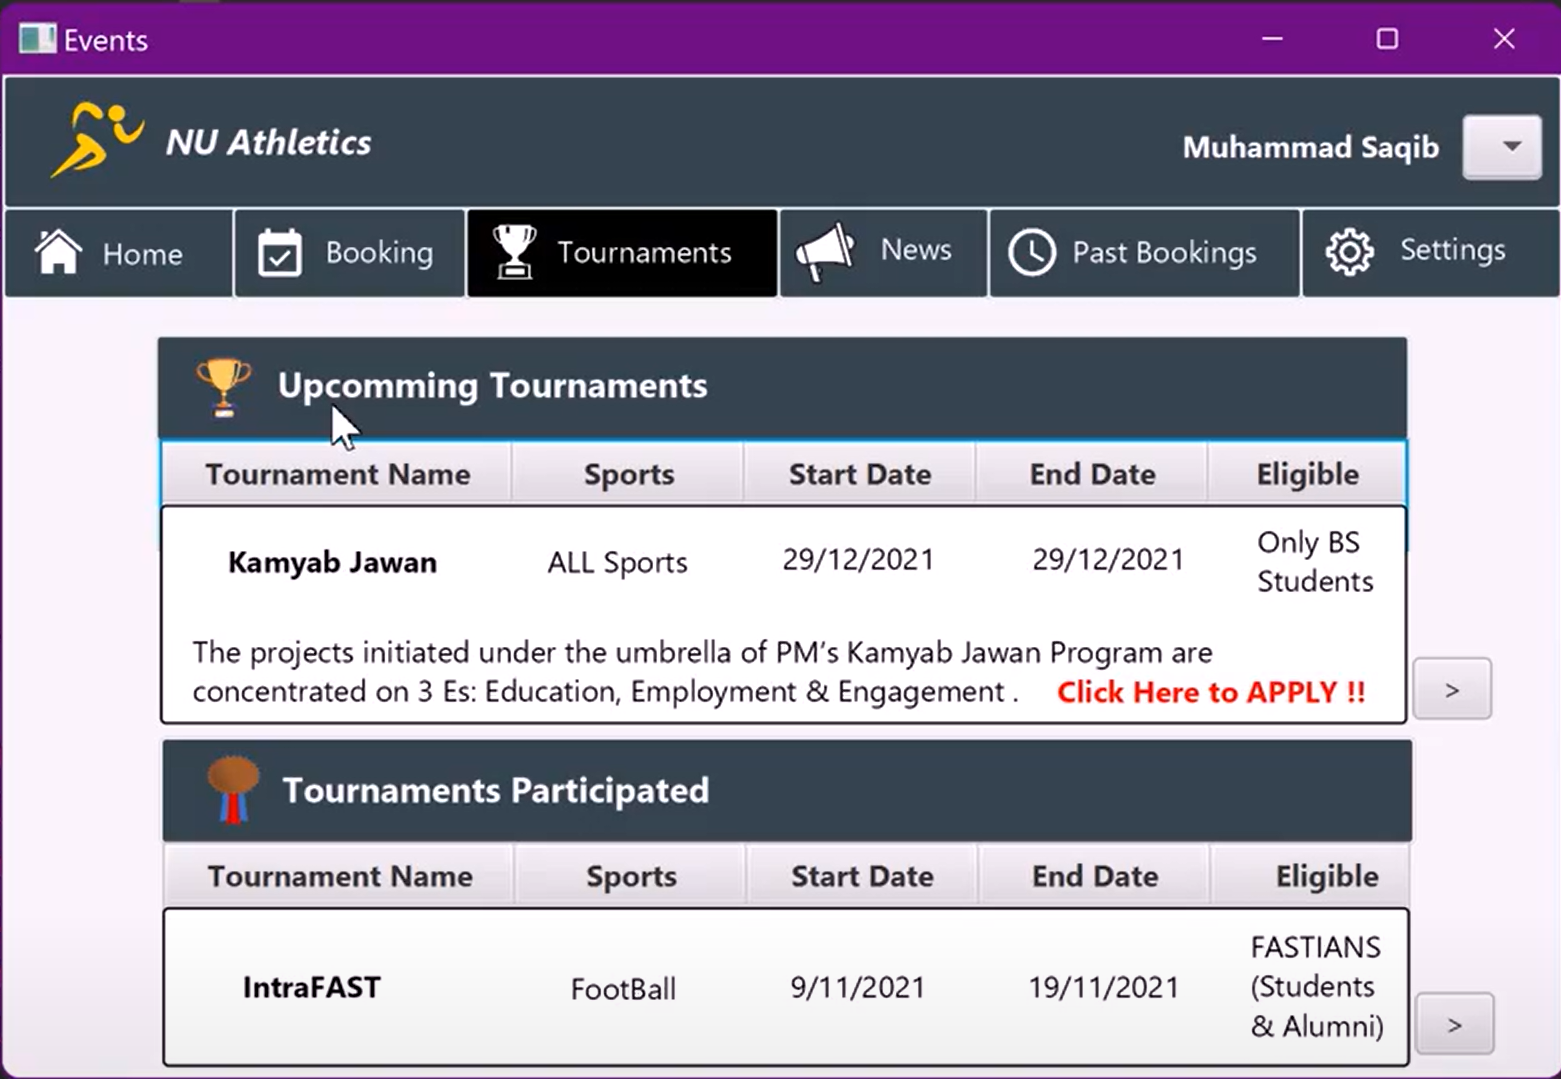 Events
NU Athletics
Muhammad Saqib
Home
Booking
Tournaments
News
Past Bookings
Settings
Upcomming Tournaments
Tournament Name Sports Start Date End Date Eligible
Kamyab Jawan ALL Sports 29/12/2021 29/12/2021 Only BS
Students
The projects initiated under the umbrella of PM's Kamyab Jawan Program are
concentrated on 3 Es: Education, Employment & Engagement . Click Here to APPLY !!
>
Tournaments Participated
Tournament Name Sports Start Date End Date Eligible
IntraFAST FootBall 9/11/2021 19/11/2021 FASTIANS
(Students
& Alumni)
>